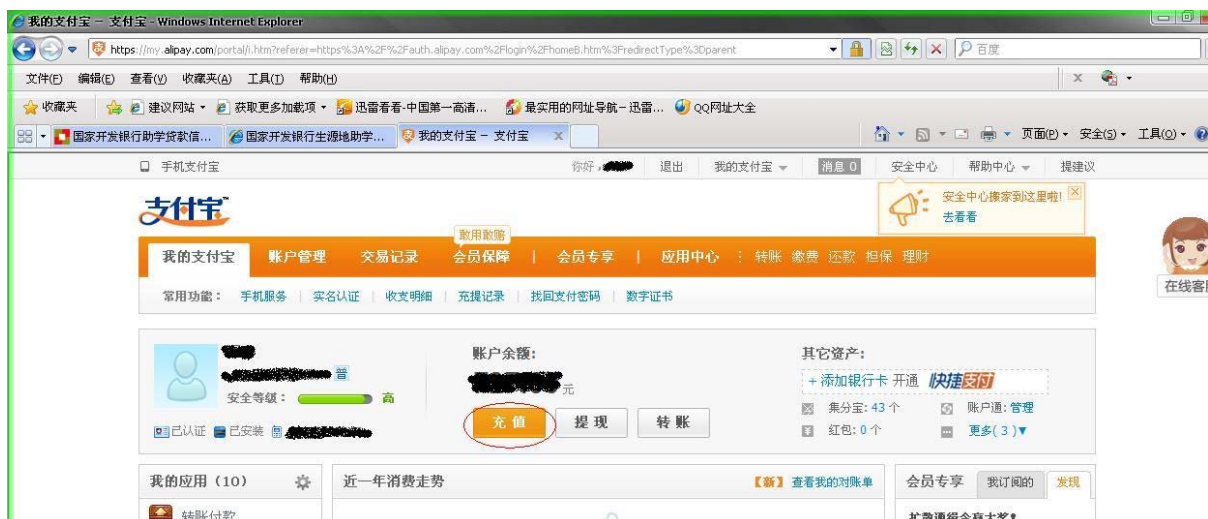 我的支付宝 - 支付宝 - Windows Internet Explorer
https://my.alipay.com/portal/i.htm?referer=https%3A%2F%2Fauth.alipay.com%2Flogin%2FhomeB.htm%3FredirectType%3Dparent 百度
文件(F) 编辑(E) 查看(V) 收藏夹(A) 工具(T) 帮助(H)
收藏夹 建议网站 获取更多加载项 迅雷看看-中国第一高清... 最实用的网址导航-迅雷... QQ网址大全
国家开发银行助学贷款信... 国家开发银行生源地助学... 我的支付宝 - 支付宝 X 页面(P) 安全(S) 工具(O)
手机支付宝 你好， 退出 我的支付宝 消息 0 安全中心 帮助中心 提建议
安全中心搬家到这里啦!
去看看
支付宝
敢用敢赔
我的支付宝 账户管理 交易记录 会员保障 | 会员专享 | 应用中心 : 转账 缴费 还款 担保 理财
在线客服
常用功能: 手机服务 | 实名认证 | 收支明细 | 充提记录 | 找回支付密码 | 数字证书
账户余额: 其它资产:
普 元 +添加银行卡 开通 快捷支付
安全等级: 高 集分宝: 43 个 账户通: 管理
充值 提现 转账
已认证 已安装 红包: 0 个 更多( 3 )▼
我的应用 (10) 近一年消费走势 【新】 查看我的对账单 会员专享 我订阅的 发现
转账付款